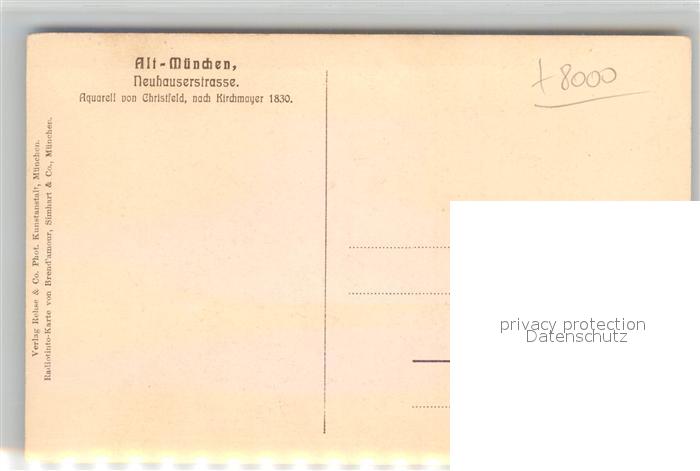 Alt-München,
Neuhauserstrasse.
Aquarell von Christfeld, nach Kirchmayer 1830.
+8000
Verlag Rehse & Co. Phot. Kunstanstalt, München.
Radiotinto-Karte von Brend'amour, Simhart & Co., München.
privacy protection
Datenschutz